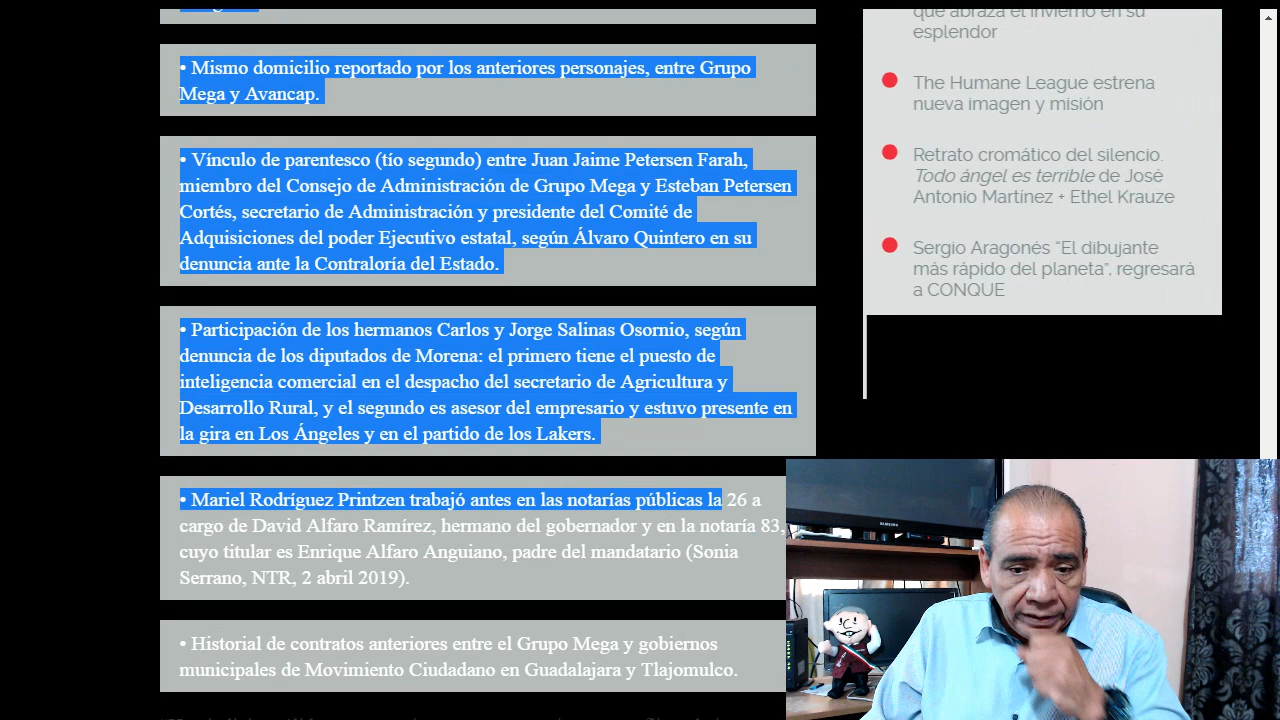 • Mismo domicilio reportado por los anteriores personajes, entre Grupo
Mega y Avancap.
• Vínculo de parentesco (tío segundo) entre Juan Jaime Petersen Farah,
miembro del Consejo de Administración de Grupo Mega y Esteban Petersen
Cortés, secretario de Administración y presidente del Comité de
Adquisiciones del poder Ejecutivo estatal, según Álvaro Quintero en su
denuncia ante la Contraloría del Estado.
• Participación de los hermanos Carlos y Jorge Salinas Osornio, según
denuncia de los diputados de Morena: el primero tiene el puesto de
inteligencia comercial en el despacho del secretario de Agricultura y
Desarrollo Rural, y el segundo es asesor del empresario y estuvo presente en
la gira en Los Ángeles y en el partido de los Lakers.
• Mariel Rodríguez Printzen trabajó antes en las notarías públicas la 26 a
cargo de David Alfaro Ramírez, hermano del gobernador y en la notaría 83,
cuyo titular es Enrique Alfaro Anguiano, padre del mandatario (Sonia
Serrano, NTR, 2 abril 2019).
• Historial de contratos anteriores entre el Grupo Mega y gobiernos
municipales de Movimiento Ciudadano en Guadalajara y Tlajomulco.
que abraza el invierno en su
esplendor
The Humane League estrena
nueva imagen y misión
Retrato cromático del silencio.
Todo ángel es terrible de José
Antonio Martínez + Ethel Krauze
Sergio Aragonés "El dibujante
más rápido del planeta", regresará
a CONQUE
SAMSUNG